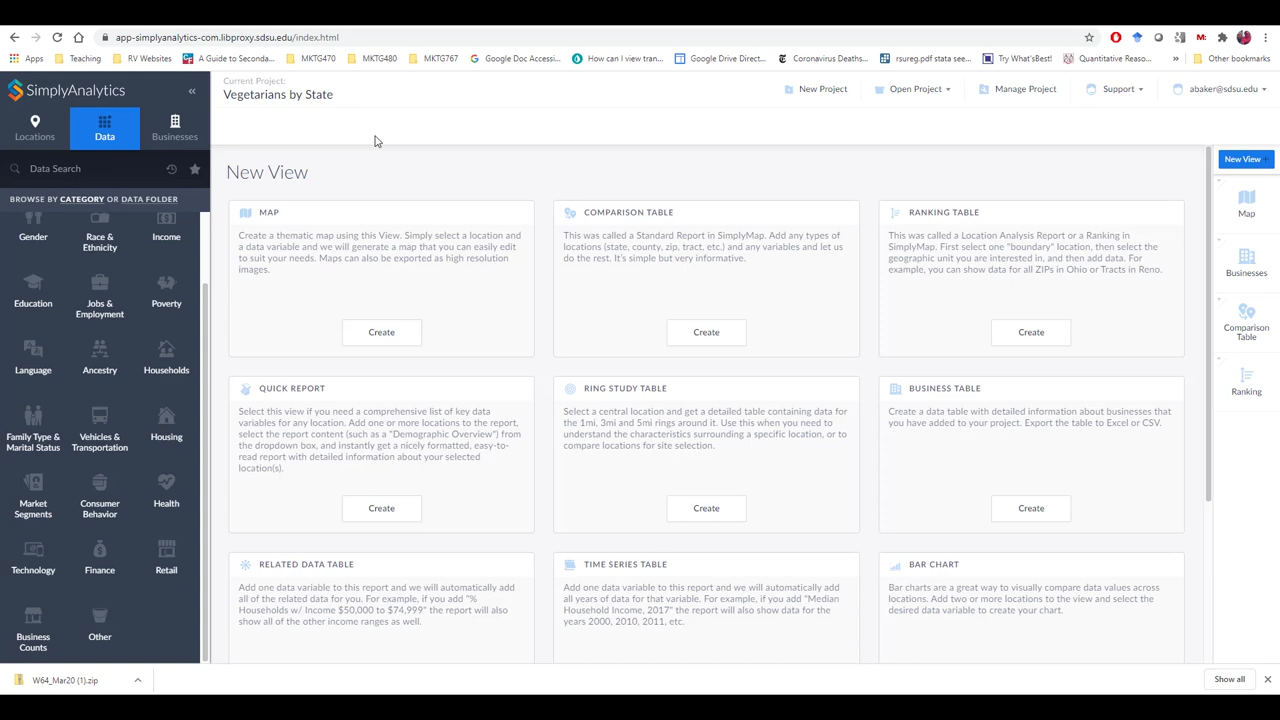 app-simplyanalytics-com.libproxy.sdsu.edu/index.html
Apps
Teaching
RV Websites
A Guide to Seconda...
MKTG470
MKTG480
MKTG767
Google Doc Accessi...
How can I view tran...
Google Drive Direct...
Coronavirus Deaths...
rsureg.pdf stata see...
Try What'sBest!
Quantitative Reaso...
»
Other bookmarks
SimplyAnalytics
«
Current Project:
Vegetarians by State
New Project
Open Project
Manage Project
Support
abaker@sdsu.edu
Locations
Data
Businesses
Data Search
BROWSE BY CATEGORY OR DATA FOLDER
Gender
Race &
Ethnicity
Income
Education
Jobs &
Employment
Poverty
Language
Ancestry
Households
Family Type &
Marital Status
Vehicles &
Transportation
Housing
Market
Segments
Consumer
Behavior
Health
Technology
Finance
Retail
Business
Counts
Other
New View
MAP
Create a thematic map using this View. Simply select a location and
a data variable and we will generate a map that you can easily edit
to suit your needs. Maps can also be exported as high resolution
images.
Create
COMPARISON TABLE
This was called a Standard Report in SimplyMap. Add any types of
locations (state, county, zip, tract, etc.) and any variables and let us
do the rest. It's simple but very informative.
Create
RANKING TABLE
This was called a Location Analysis Report or a Ranking in
SimplyMap. First select one "boundary" location, then select the
geographic unit you are interested in, and then add data. For
example, you can show data for all ZIPs in Ohio or Tracts in Reno.
Create
QUICK REPORT
Select this view if you need a comprehensive list of key data
variables for any location. Add one or more locations to the report,
select the report content (such as a "Demographic Overview") from
the dropdown box, and instantly get a nicely formatted, easy-to-
read report with detailed information about your selected
location(s).
Create
RING STUDY TABLE
Select a central location and get a detailed table containing data for
the 1mi, 3mi and 5mi rings around it. Use this when you need to
understand the characteristics surrounding a specific location, or to
compare locations for site selection.
Create
BUSINESS TABLE
Create a data table with detailed information about businesses that
you have added to your project. Export the table to Excel or CSV.
Create
RELATED DATA TABLE
Add one data variable to this report and we will automatically add
all of the related data for you. For example, if you add "%
Households w/ Income $50,000 to $74,999" the report will also
show all of the other income ranges as well.
TIME SERIES TABLE
Add one data variable to this report and we will automatically add
all years of data for that variable. For example, if you add "Median
Household Income, 2017" the report will also show data for the
years 2000, 2010, 2011, etc.
BAR CHART
Bar charts are a great way to visually compare data values across
locations. Add two or more locations to the view and select the
desired data variable to create your chart.
New View +
Map
Businesses
Comparison
Table
Ranking
W64_Mar20 (1).zip
Show all